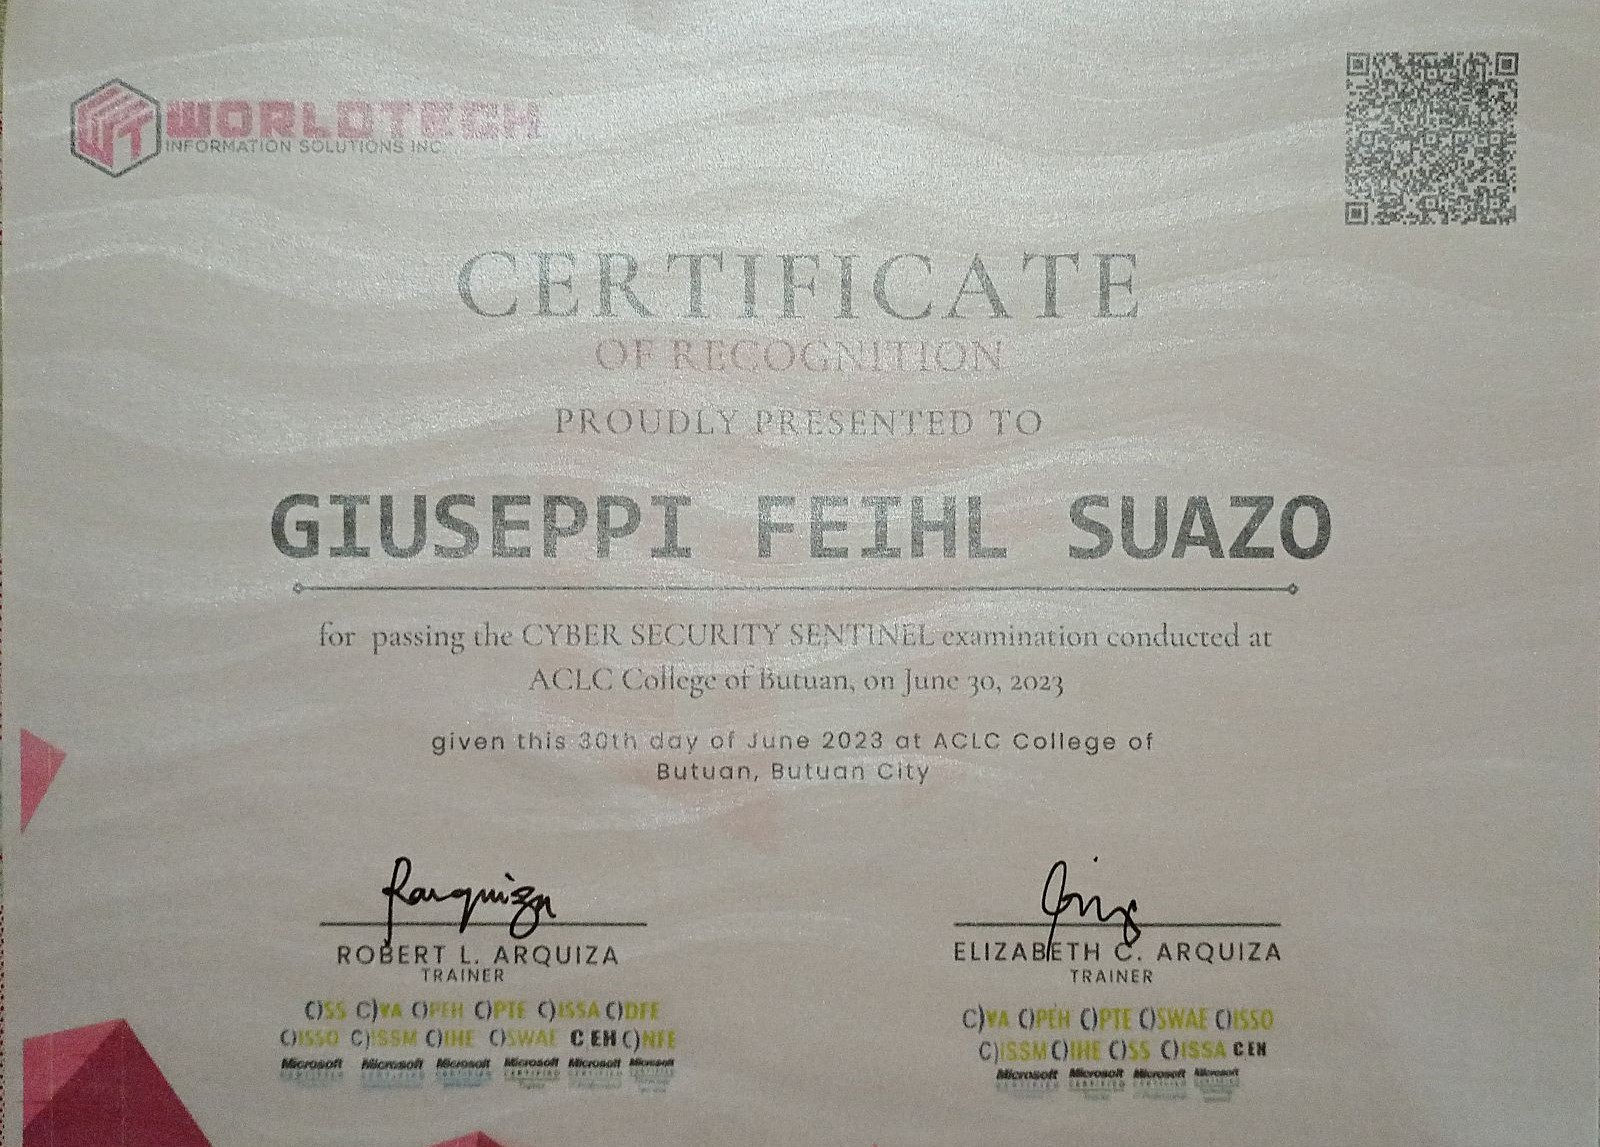 WORLDTECH
INFORMATION SOLUTIONS INC.
CERTIFICATE
OF RECOGNITION
PROUDLY PRESENTED TO
GIUSEPPI FEIHL SUAZO
for passing the CYBER SECURITY SENTINEL examination conducted at
ACLC College of Butuan, on June 30, 2023
given this 30th day of June 2023 at ACLC College of
Butuan, Butuan City
Rarquiza
ROBERT L. ARQUIZA
TRAINER
C)SS C)VA C)PEH C)PTE C)ISSA C)DFE
C)ISSO C)ISSM C)IHE C)SWAE CEH C)NFE
Microsoft Microsoft Microsoft Microsoft Microsoft Microsoft
ELIZABETH C. ARQUIZA
TRAINER
C)VA C)PEH C)PTE C)SWAE C)ISSO
C)ISSM C)IHE C)SS C)ISSA CEH
Microsoft Microsoft Microsoft Microsoft